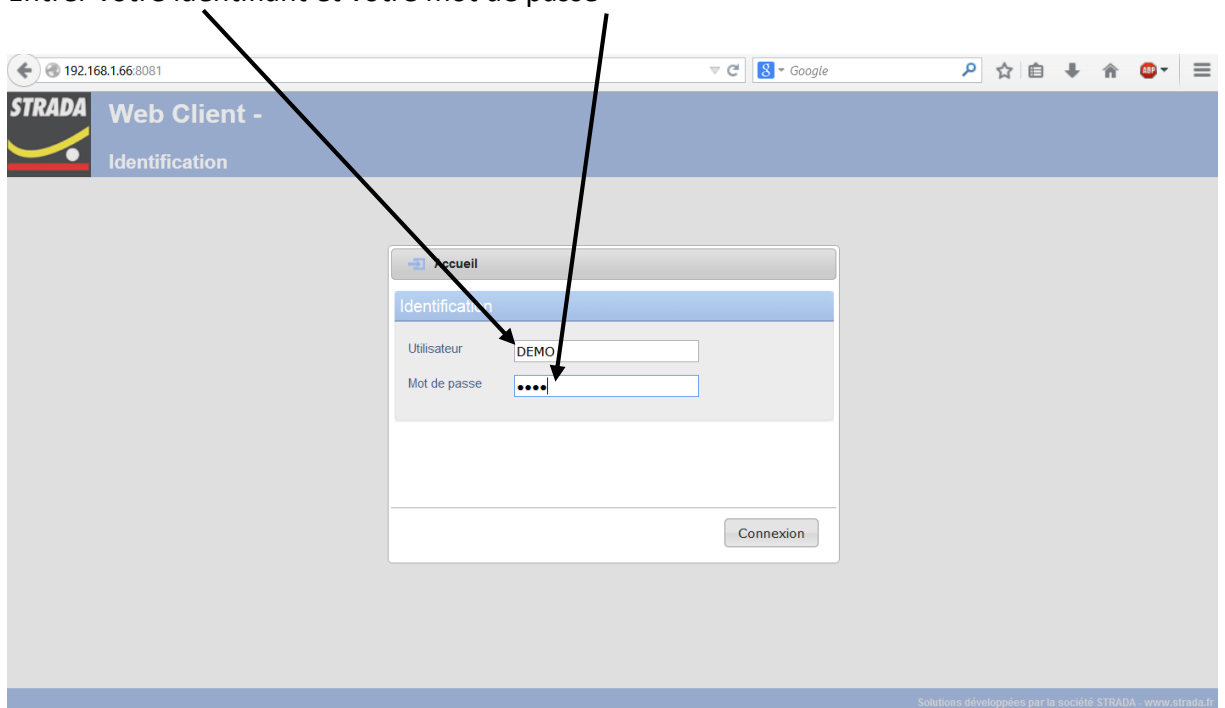 192.168.1.66:8081
Google
ABP
STRADA
Web Client -
Identification
Accueil
Identification
Utilisateur
DEMO
Mot de passe
••••
Connexion
Solutions développées par la société STRADA - www.strada.fr